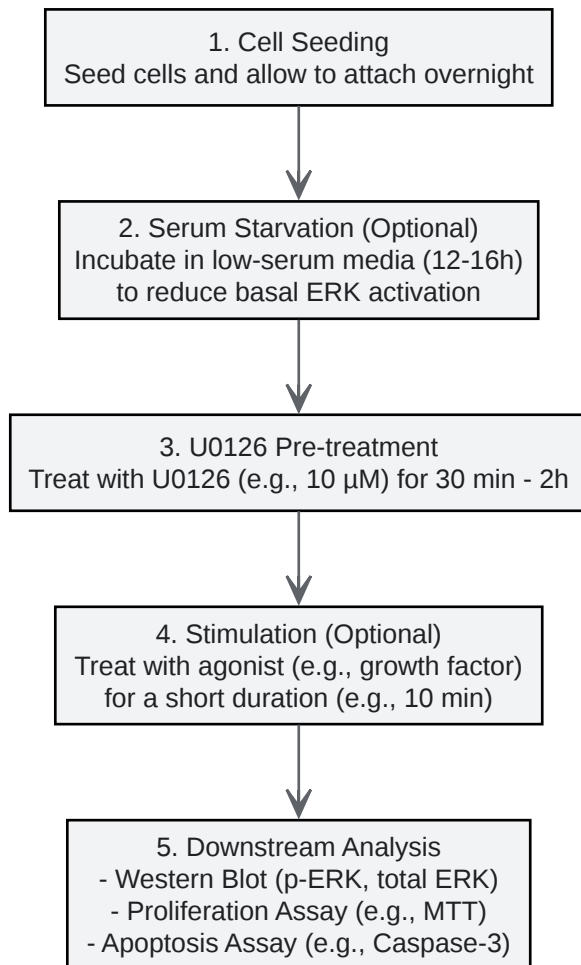 1. Cell Seeding
Seed cells and allow to attach overnight
2. Serum Starvation (Optional)
Incubate in low-serum media (12-16h)
to reduce basal ERK activation
3. U0126 Pre-treatment
Treat with U0126 (e.g., 10 µM) for 30 min - 2h
4. Stimulation (Optional)
Treat with agonist (e.g., growth factor)
for a short duration (e.g., 10 min)
5. Downstream Analysis
- Western Blot (p-ERK, total ERK)
- Proliferation Assay (e.g., MTT)
- Apoptosis Assay (e.g., Caspase-3)